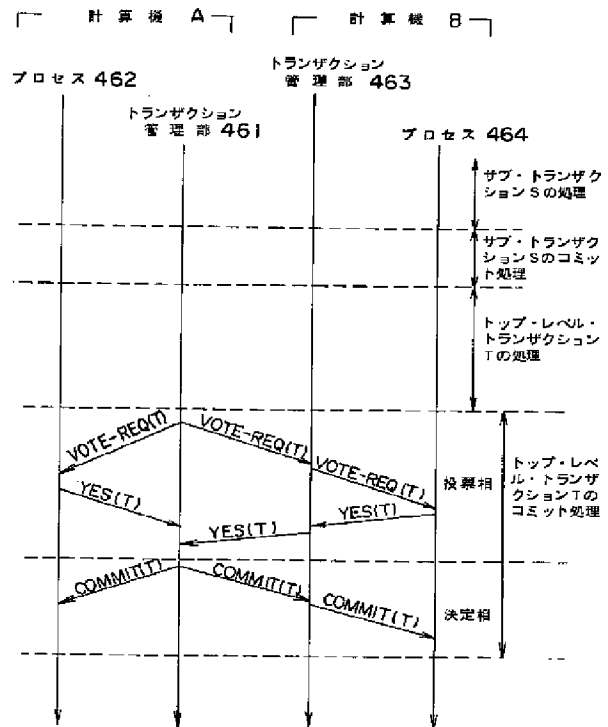 計算機 A
計算機 B
プロセス 462
トランザクション
管理部 463
トランザクション
管理部 461
プロセス 464
サブ・トランザク
ションSの処理
サブ・トランザク
ションSのコミッ
ト処理
トップ・レベル・
トランザクション
Tの処理
VOTE-REQ(T)
VOTE-REQ(T)
VOTE-REQ(T)
YES(T)
YES(T)
YES(T)
投票相
トップ・レベ
ル・トランザ
クションTの
コミット処理
COMMIT(T)
COMMIT(T)
COMMIT(T)
決定相